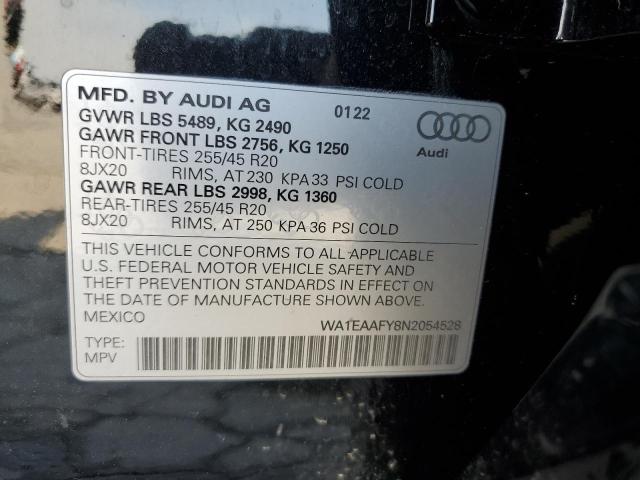 MFD. BY AUDI AG 0122
GVWR LBS 5489, KG 2490
GAWR FRONT LBS 2756, KG 1250
FRONT-TIRES 255/45 R20
8JX20 RIMS, AT 230 KPA 33 PSI COLD
GAWR REAR LBS 2998, KG 1360
REAR-TIRES 255/45 R20
8JX20 RIMS, AT 250 KPA 36 PSI COLD
Audi
THIS VEHICLE CONFORMS TO ALL APPLICABLE
U.S. FEDERAL MOTOR VEHICLE SAFETY AND
THEFT PREVENTION STANDARDS IN EFFECT ON
THE DATE OF MANUFACTURE SHOWN ABOVE.
MEXICO WA1EAAFY8N2054528
TYPE:
MPV